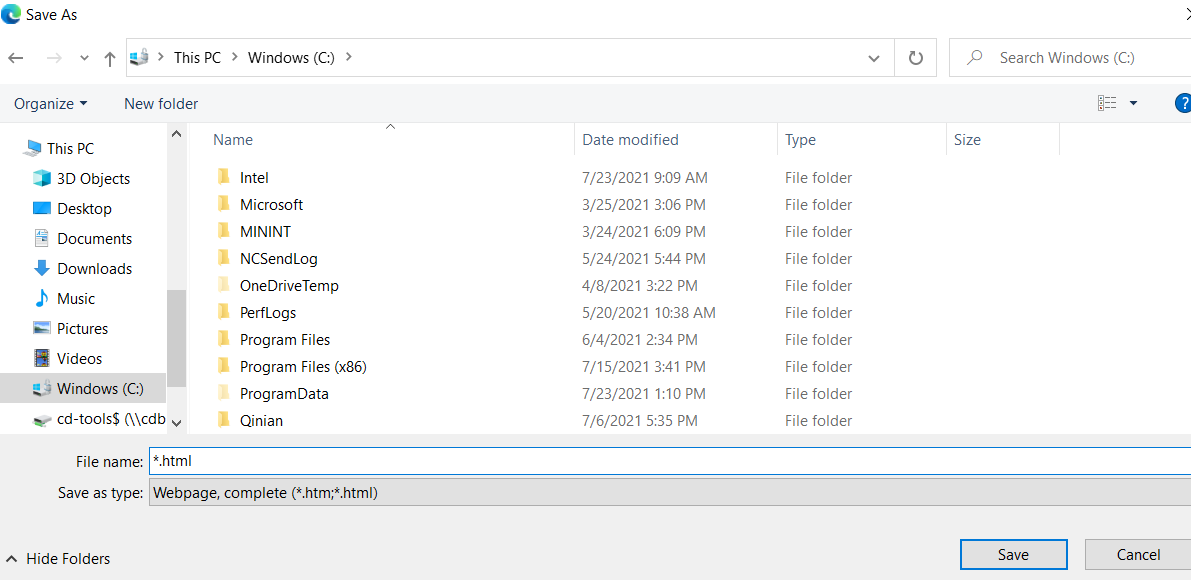 Save As
This PC > Windows (C:) >
Search Windows (C:)
Organize
New folder
?
Name
Date modified
Type
Size
This PC
3D Objects
Desktop
Documents
Downloads
Music
Pictures
Videos
Windows (C:)
cd-tools$ (\\cdb
Intel 7/23/2021 9:09 AM File folder
Microsoft 3/25/2021 3:06 PM File folder
MININT 3/24/2021 6:09 PM File folder
NCSendLog 5/24/2021 5:44 PM File folder
OneDriveTemp 4/8/2021 3:22 PM File folder
PerfLogs 5/20/2021 10:38 AM File folder
Program Files 6/4/2021 2:34 PM File folder
Program Files (x86) 7/15/2021 3:41 PM File folder
ProgramData 7/23/2021 1:10 PM File folder
Qinian 7/6/2021 5:35 PM File folder
File name: *.html
Save as type: Webpage, complete (*.htm;*.html)
Hide Folders
Save
Cancel